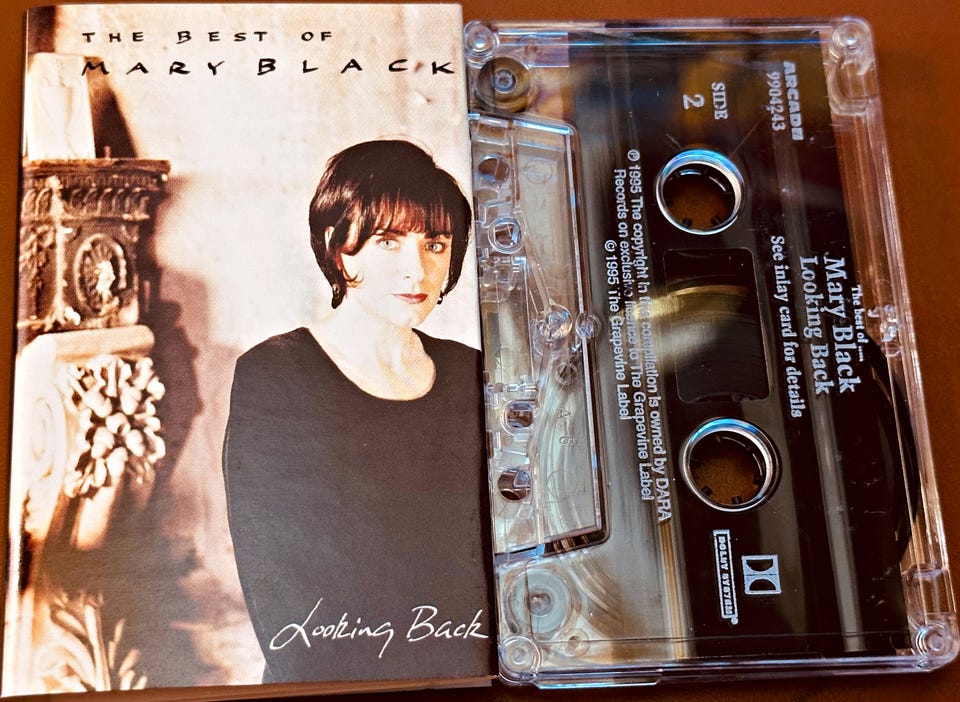 THE BEST OF
MARY BLACK
Looking Back
ARCADE
9904243
SIDE
2
The best of ....
Mary Black
Looking Back
See inlay card for details
℗ 1995 The copyright in this compilation is owned by DARA
Records on exclusive licence to The Grapevine Label
© 1995 The Grapevine Label
DOLBY SYSTEM
A-6